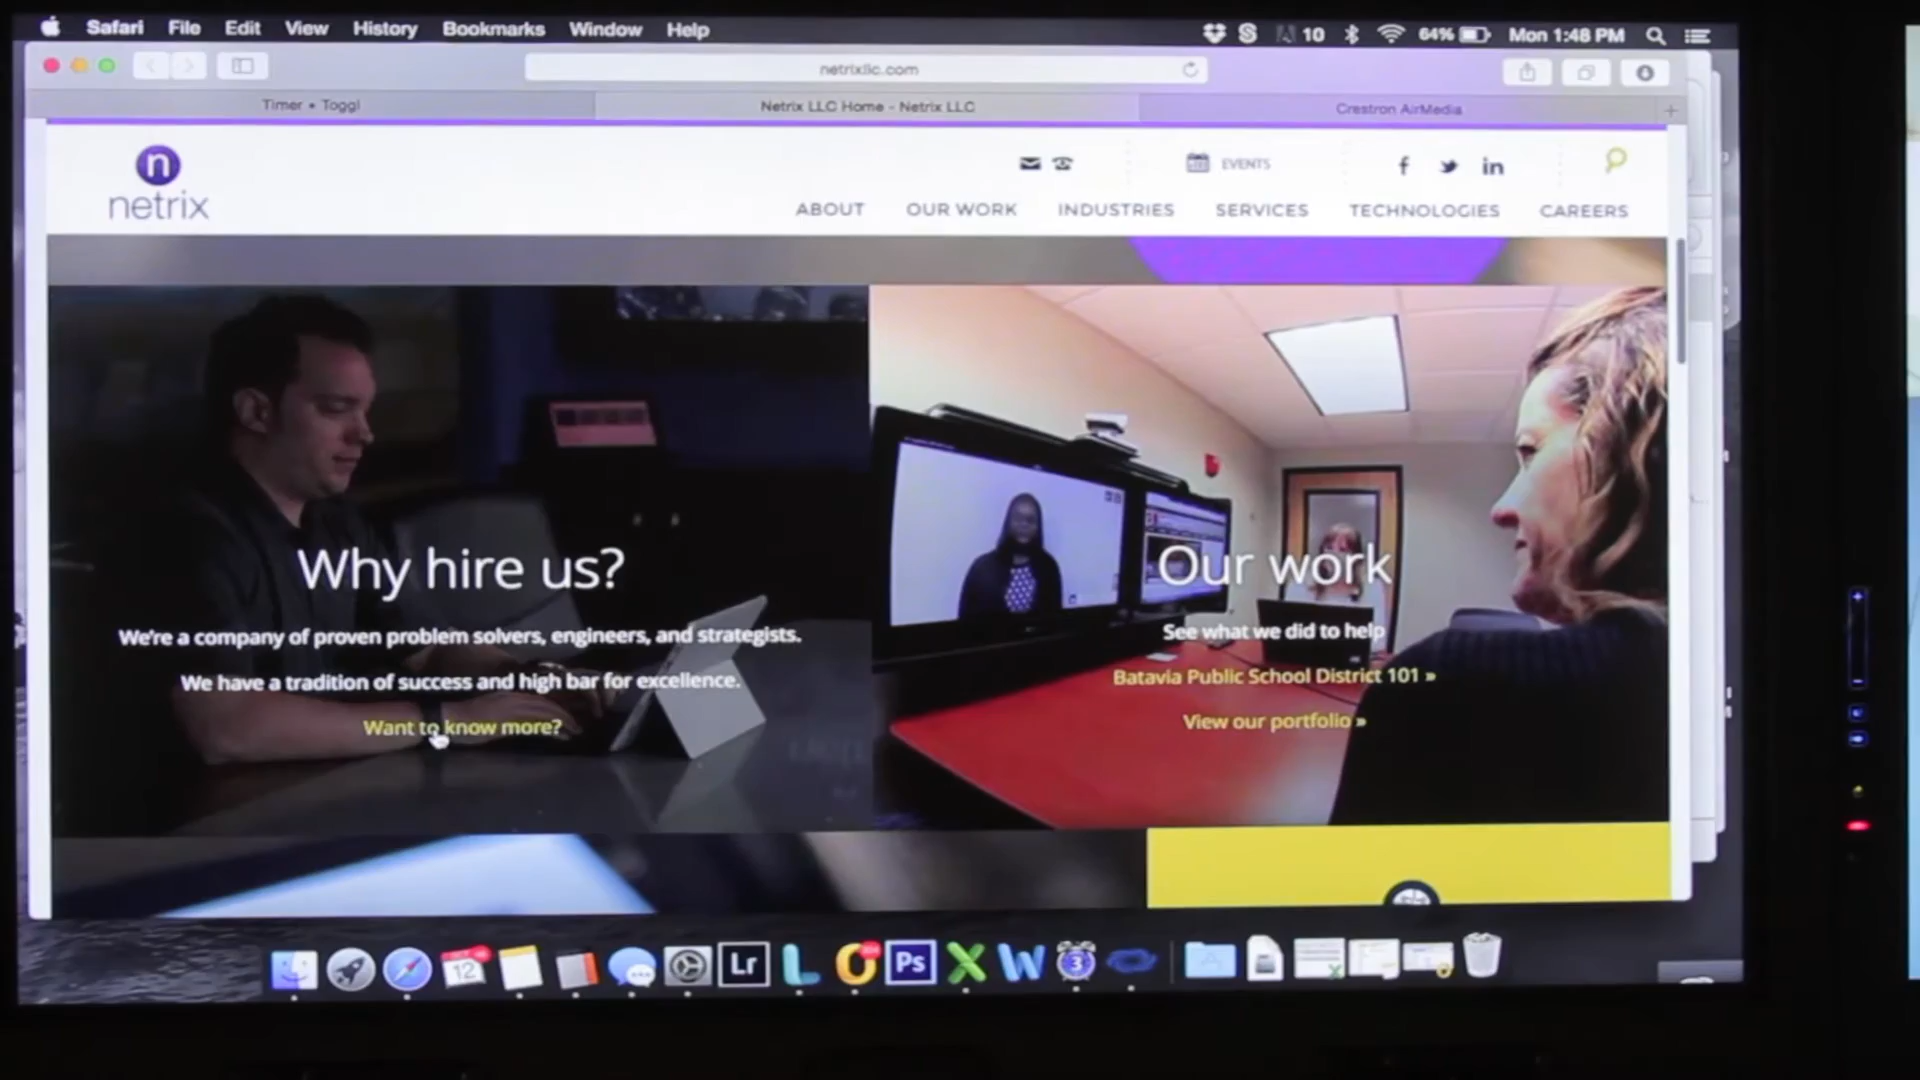 Safari File Edit View History Bookmarks Window Help
10 64% Mon 1:48 PM
netrixllc.com
Timer • Toggl
Netrix LLC Home - Netrix LLC
Crestron AirMedia
n
netrix
EVENTS
ABOUT OUR WORK INDUSTRIES SERVICES TECHNOLOGIES CAREERS
Why hire us?
We're a company of proven problem solvers, engineers, and strategists.
We have a tradition of success and high bar for excellence.
Want to know more?
Our work
See what we did to help
Batavia Public School District 101 »
View our portfolio »
12
Lr
Ps
3